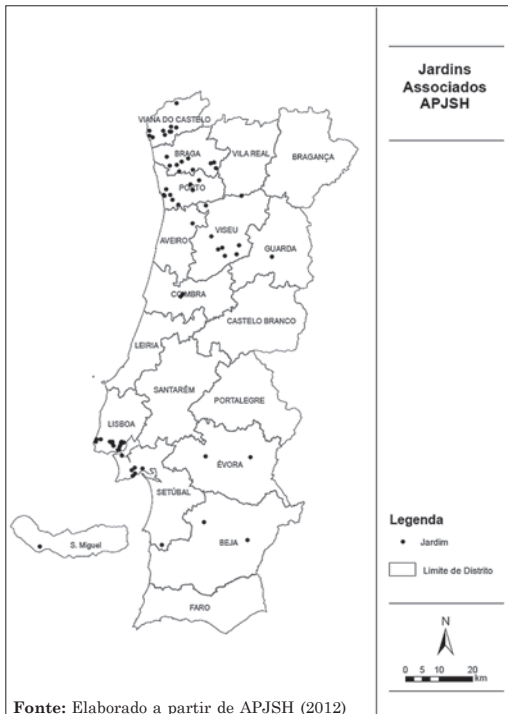 Jardins
Associados
APJSH
VIANA DO CASTELO
BRAGA
VILA REAL
BRAGANÇA
PORTO
VISEU
AVEIRO
GUARDA
COIMBRA
CASTELO BRANCO
LEIRIA
SANTARÉM
PORTALEGRE
LISBOA
ÉVORA
SETÚBAL
S. Miguel
BEJA
FARO
Legenda
Jardim
Limite de Distrito
N
0 5 10 20
km
Fonte: Elaborado a partir de APJSH (2012)